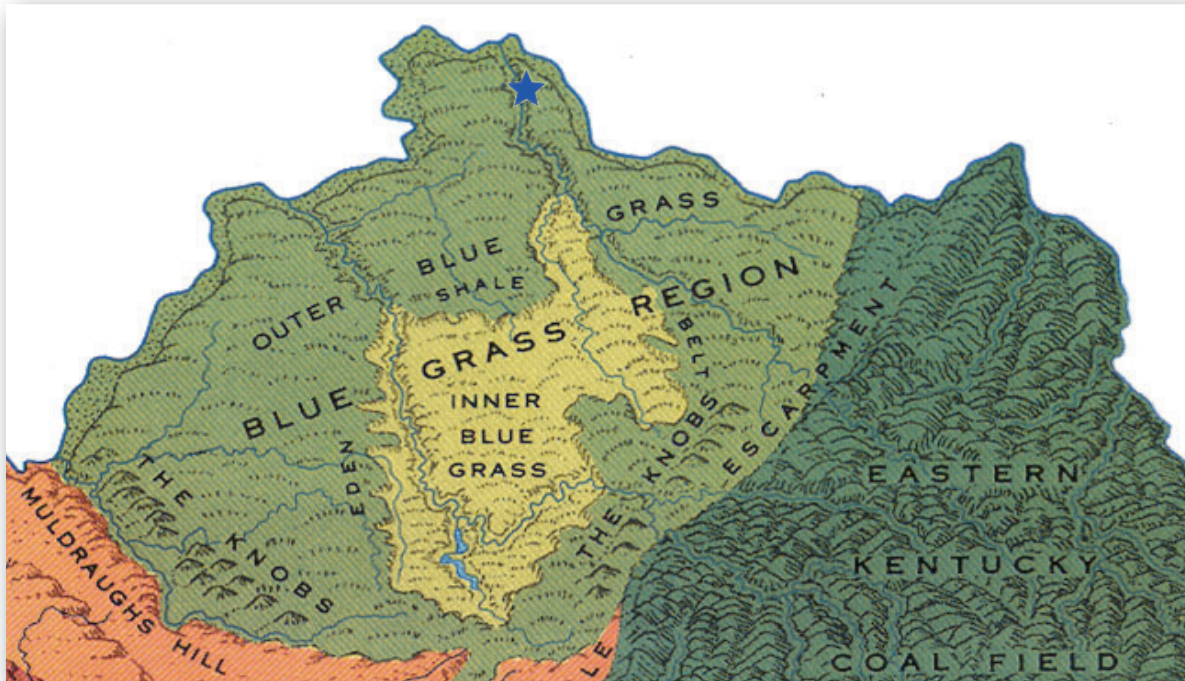 GRASS
BLUE
SHALE
OUTER
BLUE GRASS REGION
BELT
INNER
BLUE
GRASS
EDEN
THE KNOBS
THE KNOBS
ESCARPMENT
MULDRAUGHS HILL
EASTERN
KENTUCKY
COAL FIELD
LE